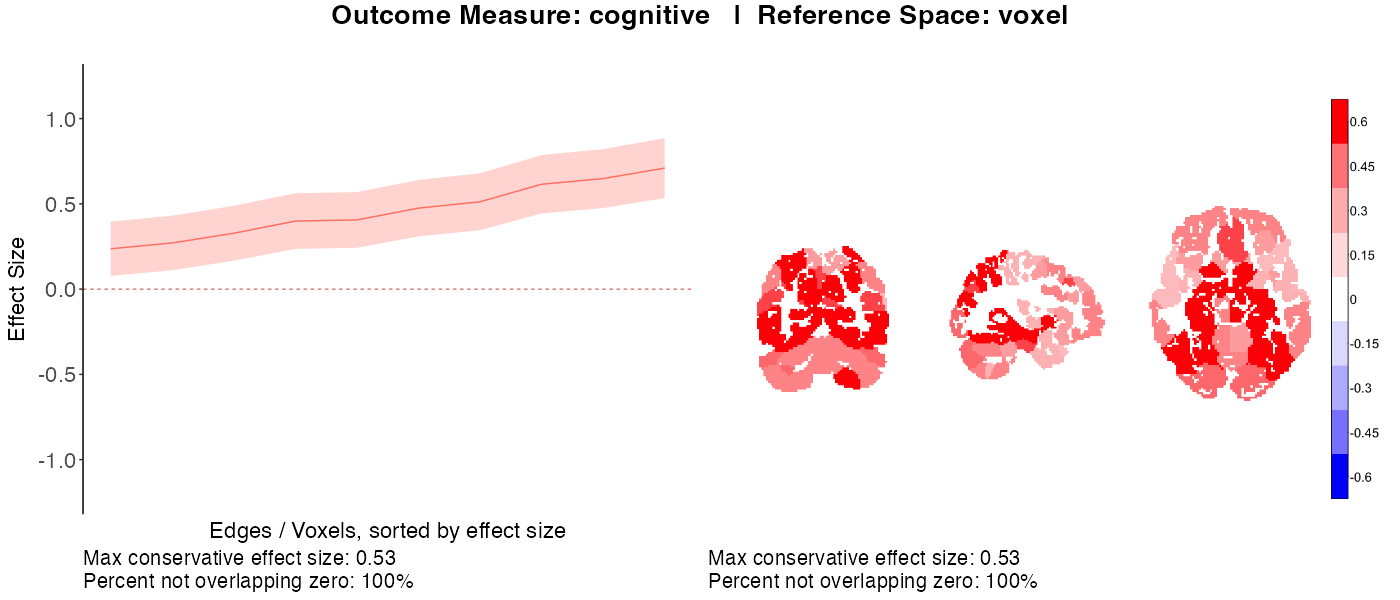 Outcome Measure: cognitive | Reference Space: voxel
1.0
0.5
0.0
-0.5
-1.0
Effect Size
Edges / Voxels, sorted by effect size
Max conservative effect size: 0.53
Percent not overlapping zero: 100%
0.6
0.45
0.3
0.15
0
-0.15
-0.3
-0.45
-0.6
Max conservative effect size: 0.53
Percent not overlapping zero: 100%